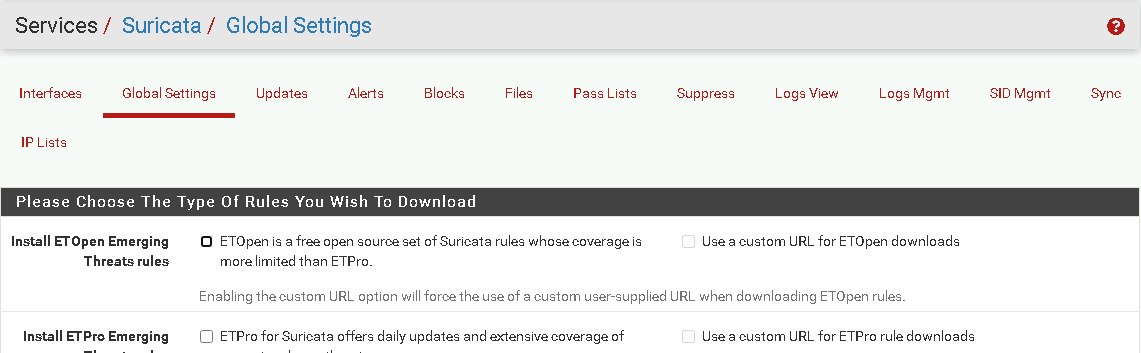 Services / Suricata / Global Settings
Interfaces Global Settings Updates Alerts Blocks Files Pass Lists Suppress Logs View Logs Mgmt SID Mgmt Sync
IP Lists
Please Choose The Type Of Rules You Wish To Download
Install ETOpen Emerging ETOpen is a free open source set of Suricata rules whose coverage is Use a custom URL for ETOpen downloads
Threats rules more limited than ETPro.
Enabling the custom URL option will force the use of a custom user-supplied URL when downloading ETOpen rules.
Install ETPro Emerging ETPro for Suricata offers daily updates and extensive coverage of Use a custom URL for ETPro rule downloads